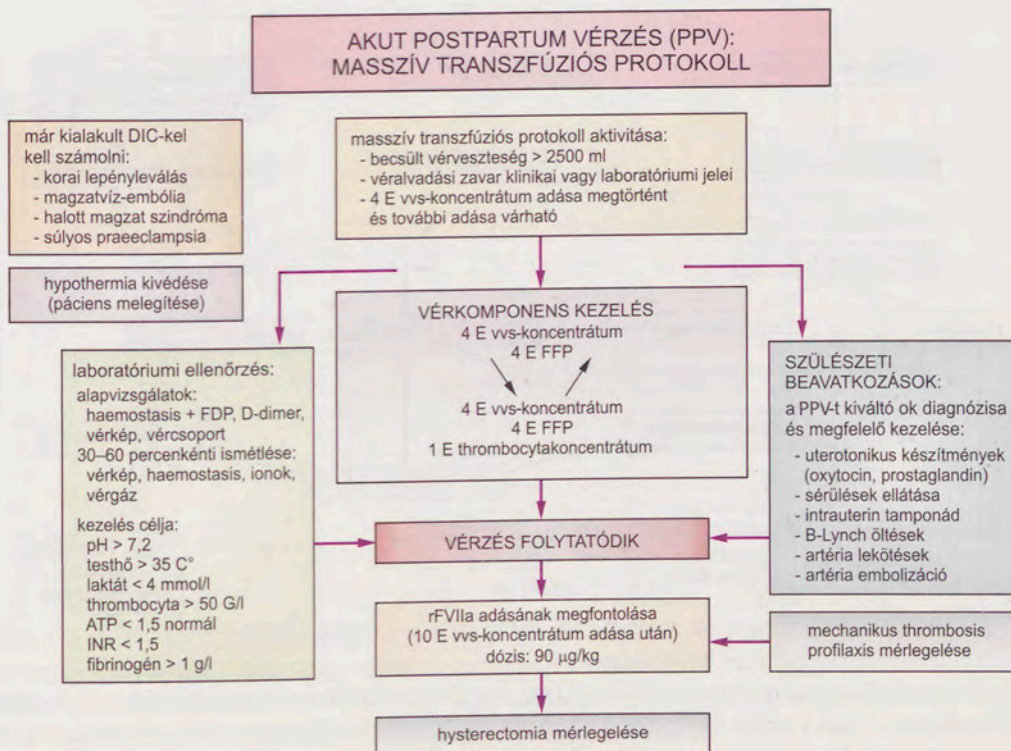 AKUT POSTPARTUM VÉRZÉS (PPV):
MASSZÍV TRANSZFÚZIÓS PROTOKOLL
már kialakult DIC-kel
kell számolni:
- korai lepényleválás
- magzatvíz-embólia
- halott magzat szindróma
- súlyos praeeclampsia
masszív transzfúziós protokoll aktivitása:
- becsült vérveszteség > 2500 ml
- véralvadási zavar klinikai vagy laboratóriumi jelei
- 4 E vvs-koncentrátum adása megtörtént
és további adása várható
hypothermia kivédése
(páciens melegítése)
VÉRKOMPONENS KEZELÉS
4 E vvs-koncentrátum
4 E FFP
4 E vvs-koncentrátum
4 E FFP
1 E thrombocytakoncentrátum
laboratóriumi ellenőrzés:
alapvizsgálatok:
haemostasis + FDP, D-dimer,
vérkép, vércsoport
30–60 percenkénti ismétlése:
vérkép, haemostasis, ionok,
vérgáz
kezelés célja:
pH > 7,2
testhő > 35 C°
laktát < 4 mmol/l
thrombocyta > 50 G/l
ATP < 1,5 normál
INR < 1,5
fibrinogén > 1 g/l
SZÜLÉSZETI
BEAVATKOZÁSOK:
a PPV-t kiváltó ok diagnózisa
és megfelelő kezelése:
- uterotonikus készítmények
(oxytocin, prostaglandin)
- sérülések ellátása
- intrauterin tamponád
- B-Lynch öltések
- artéria lekötések
- artéria embolizáció
VÉRZÉS FOLYTATÓDIK
rFVIIa adásának megfontolása
(10 E vvs-koncentrátum adása után)
dózis: 90 µg/kg
mechanikus thrombosis
profilaxis mérlegelése
hysterectomia mérlegelése